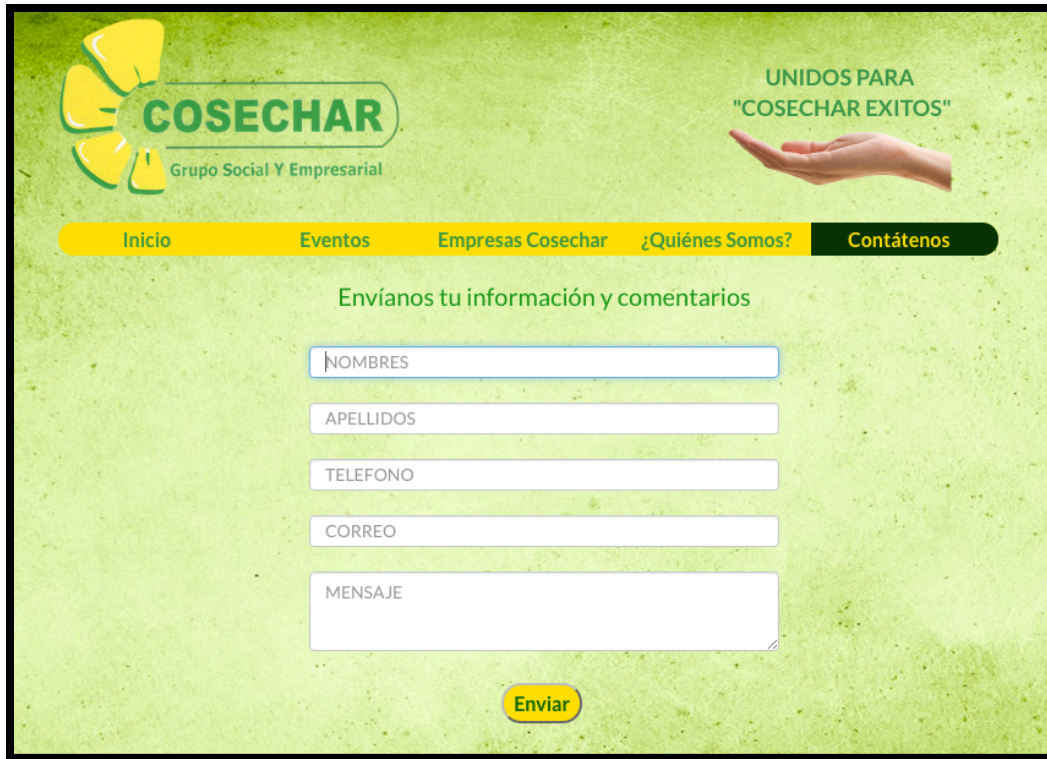 COSECHAR
Grupo Social Y Empresarial
UNIDOS PARA
"COSECHAR EXITOS"
Inicio Eventos Empresas Cosechar ¿Quiénes Somos? Contátenos
Envíanos tu información y comentarios
NOMBRES
APELLIDOS
TELEFONO
CORREO
MENSAJE
Enviar